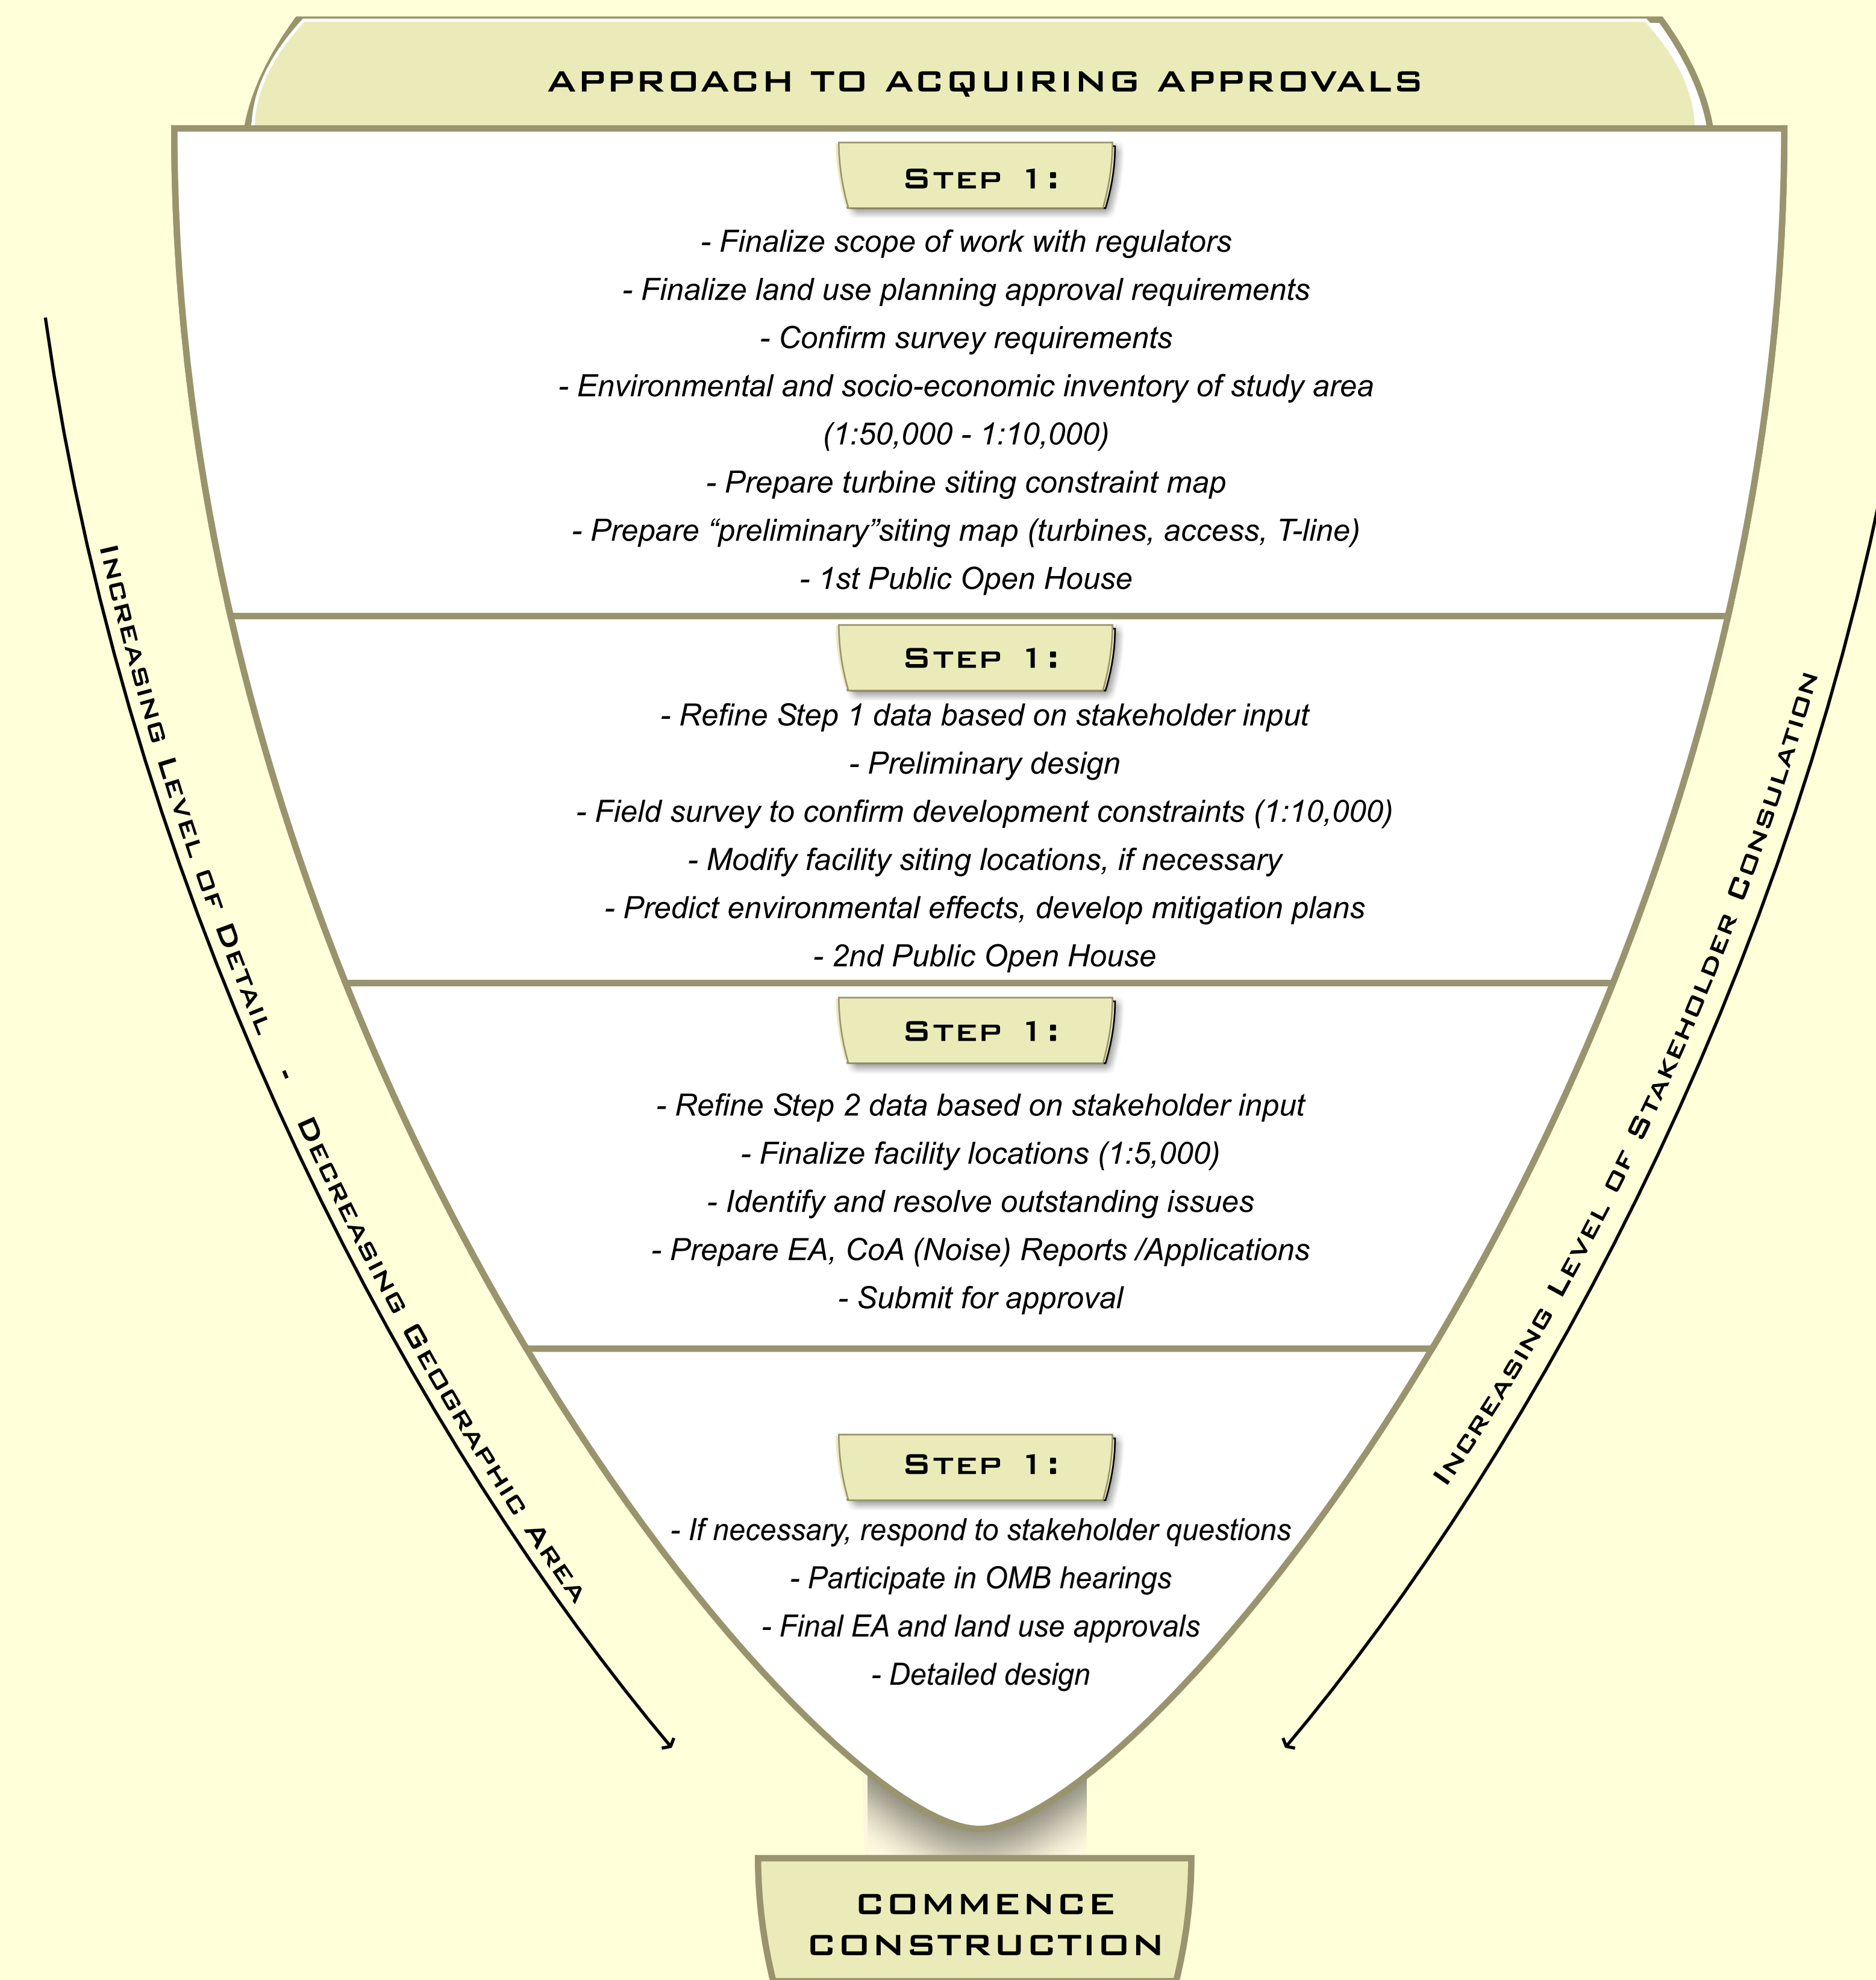 APPROACH TO ACQUIRING APPROVALS
STEP 1:
- Finalize scope of work with regulators
- Finalize land use planning approval requirements
- Confirm survey requirements
- Environmental and socio-economic inventory of study area
(1:50,000 - 1:10,000)
- Prepare turbine siting constraint map
- Prepare “preliminary”siting map (turbines, access, T-line)
- 1st Public Open House
STEP 1:
- Refine Step 1 data based on stakeholder input
- Preliminary design
- Field survey to confirm development constraints (1:10,000)
- Modify facility siting locations, if necessary
- Predict environmental effects, develop mitigation plans
- 2nd Public Open House
STEP 1:
- Refine Step 2 data based on stakeholder input
- Finalize facility locations (1:5,000)
- Identify and resolve outstanding issues
- Prepare EA, CoA (Noise) Reports /Applications
- Submit for approval
STEP 1:
- If necessary, respond to stakeholder questions
- Participate in OMB hearings
- Final EA and land use approvals
- Detailed design
INCREASING LEVEL OF DETAIL - DECREASING GEOGRAPHIC AREA
INCREASING LEVEL OF STAKEHOLDER CONSULATION
COMMENCE
CONSTRUCTION